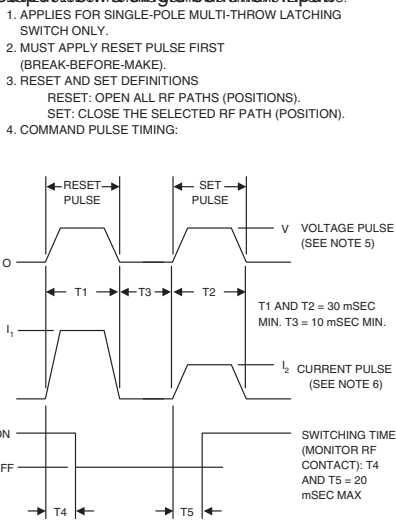 1. APPLIES FOR SINGLE-POLE MULTI-THROW LATCHING
SWITCH ONLY.
2. MUST APPLY RESET PULSE FIRST
(BREAK-BEFORE-MAKE).
3. RESET AND SET DEFINITIONS
RESET: OPEN ALL RF PATHS (POSITIONS).
SET: CLOSE THE SELECTED RF PATH (POSITION).
4. COMMAND PULSE TIMING:
RESET
PULSE
SET
PULSE
V VOLTAGE PULSE
(SEE NOTE 5)
O
T1 T3 T2
T1 AND T2 = 30 mSEC
MIN. T3 = 10 mSEC MIN.
I₁
I₂ CURRENT PULSE
(SEE NOTE 6)
ON
FF
SWITCHING TIME
(MONITOR RF
CONTACT): T4
AND T5 = 20
mSEC MAX
T4 T5